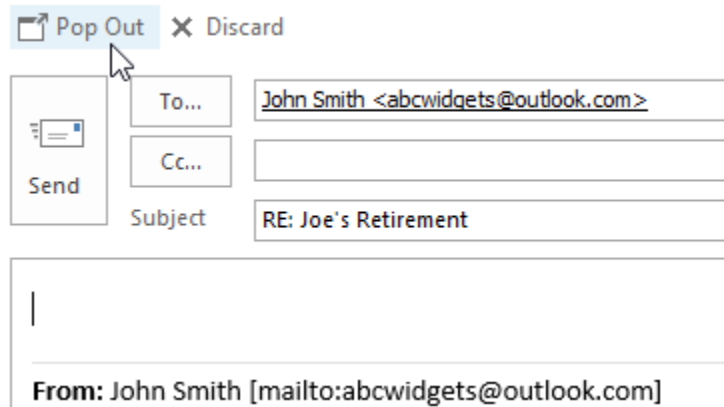 Pop Out Discard
To... John Smith <abcwidgets@outlook.com>
Cc...
Send
Subject RE: Joe's Retirement
From: John Smith [mailto:abcwidgets@outlook.com]